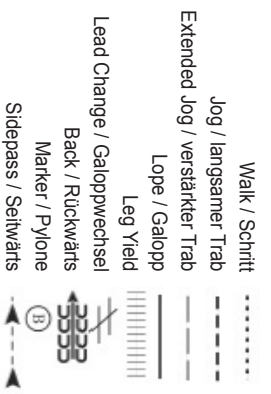 Walk / Schritt
Jog / langsamer Trab
Extended Jog / verstärkter Trab
Lope / Galopp
Leg Yield
Lead Change / Galoppwechsel
Back / Rückwärts
Marker / Pylone
B
Sidepass / Seitwärts